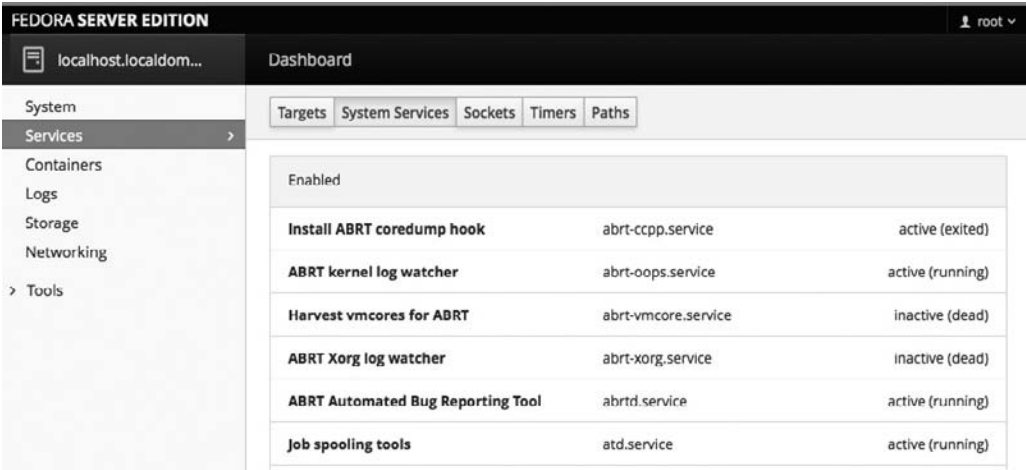 FEDORA SERVER EDITION
root
localhost.localdom...
Dashboard
System
Services
Containers
Logs
Storage
Networking
Tools
Targets System Services Sockets Timers Paths
Enabled
Install ABRT coredump hook abrt-ccpp.service active (exited)
ABRT kernel log watcher abrt-oops.service active (running)
Harvest vmcores for ABRT abrt-vmcore.service inactive (dead)
ABRT Xorg log watcher abrt-xorg.service inactive (dead)
ABRT Automated Bug Reporting Tool abrtd.service active (running)
Job spooling tools atd.service active (running)